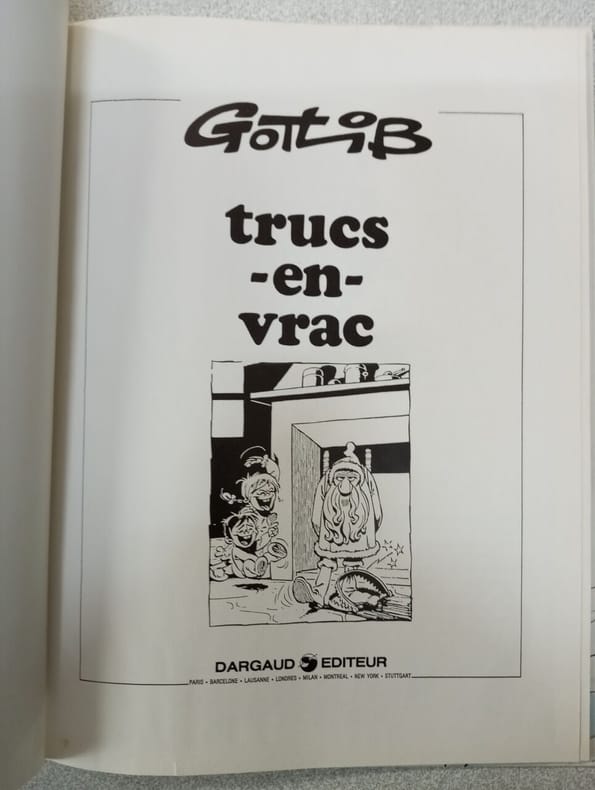 GOTLIB
trucs
-en-
vrac
DARGAUD EDITEUR
PARIS • BARCELONE • LAUSANNE • LONDRES • MILAN • MONTREAL • NEW YORK • STUTTGART